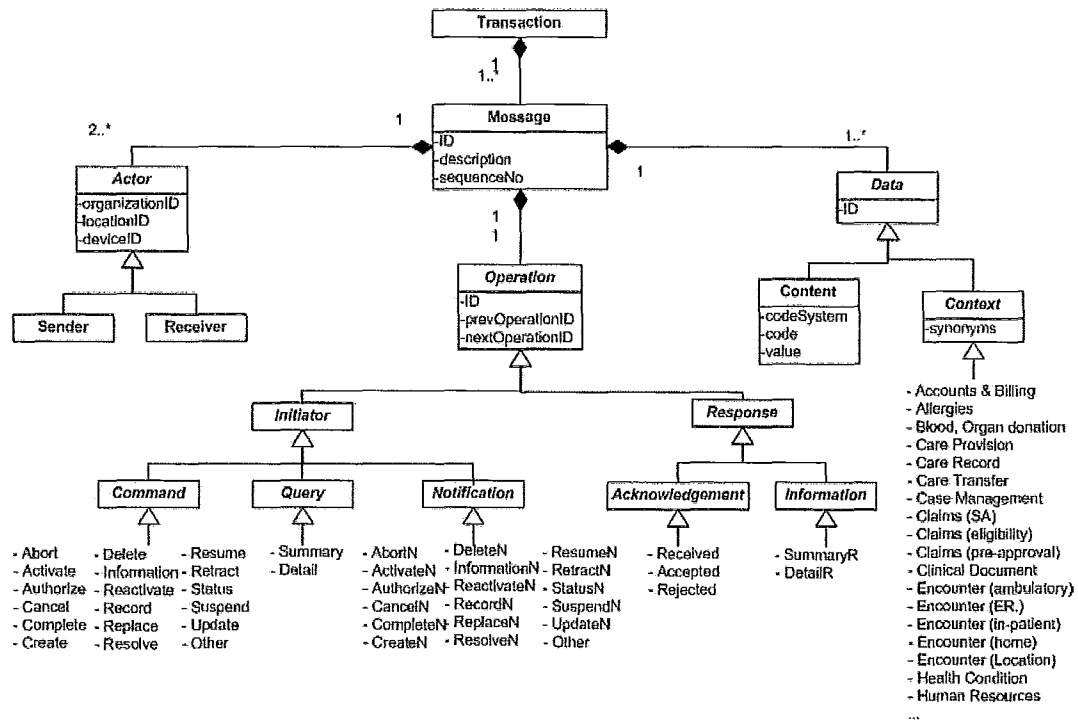 Transaction
1
1..*
Message
-ID
-description
-sequenceNo
2..*
1
1..*
1
Actor
-organizationID
-locationID
-deviceID
Sender
Receiver
1
1
Operation
-ID
-prevOperationID
-nextOperationID
Data
-ID
Content
-codeSystem
-code
-value
Context
-synonyms
Initiator
Response
Command
Query
Notification
Acknowledgement
Information
- Abort
- Activate
- Authorize
- Cancel
- Complete
- Create
- Delete
- Information
- Reactivate
- Record
- Replace
- Resolve
- Resume
- Retract
- Status
- Suspend
- Update
- Other
- Summary
- Detail
- AbortN
- ActivateN
- AuthorizeN
- CancelN
- CompleteN
- CreateN
- DeleteN
- InformationN
- ReactivateN
- RecordN
- ReplaceN
- ResolveN
- ResumeN
- RetractN
- StatusN
- SuspendN
- UpdateN
- Other
- Received
- Accepted
- Rejected
- SummaryR
- DetailR
- Accounts & Billing
- Allergies
- Blood, Organ donation
- Care Provision
- Care Record
- Care Transfer
- Case Management
- Claims (SA)
- Claims (eligibility)
- Claims (pre-approval)
- Clinical Document
- Encounter (ambulatory)
- Encounter (ER.)
- Encounter (in-patient)
- Encounter (home)
- Encounter (Location)
- Health Condition
- Human Resources
...